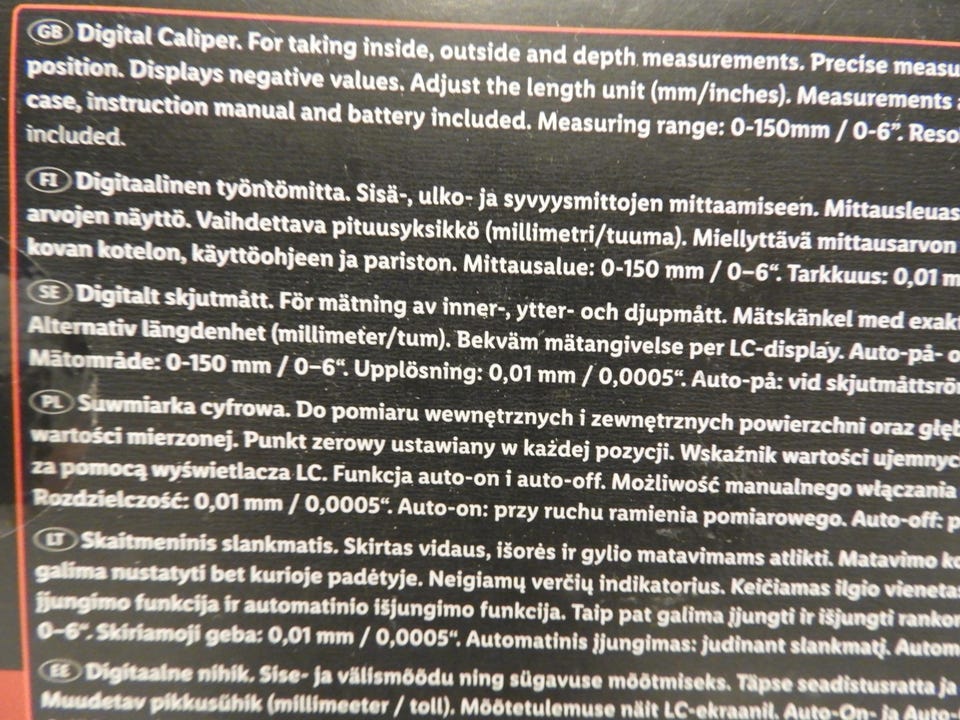 GB Digital Caliper. For taking inside, outside and depth measurements. Precise measu
position. Displays negative values. Adjust the length unit (mm/inches). Measurements a
case, instruction manual and battery included. Measuring range: 0-150mm / 0-6”. Resol
included.
FI Digitaalinen työntömitta. Sisä-, ulko- ja syvyysmittojen mittaamiseen. Mittausleuas
arvojen näyttö. Vaihdettava pituusyksikkö (millimetri/tuuma). Miellyttävä mittausarvon
kovan kotelon, käyttöohjeen ja pariston. Mittausalue: 0-150 mm / 0–6“. Tarkkuus: 0,01 m
SE Digitalt skjutmått. För mätning av inner-, ytter- och djupmått. Mätskänkel med exakt
Alternativ längdenhet (millimeter/tum). Bekväm mätangivelse per LC-display. Auto-på- o
Mätområde: 0-150 mm / 0–6“. Upplösning: 0,01 mm / 0,0005“. Auto-på: vid skjutmåttsrör
PL Suwmiarka cyfrowa. Do pomiaru wewnętrznych i zewnętrznych powierzchni oraz głęb
wartości mierzonej. Punkt zerowy ustawiany w każdej pozycji. Wskaźnik wartości ujemnyc
za pomocą wyświetlacza LC. Funkcja auto-on i auto-off. Możliwość manualnego włączania
Rozdzielczość: 0,01 mm / 0,0005“. Auto-on: przy ruchu ramienia pomiarowego. Auto-off: p
LT Skaitmeninis slankmatis. Skirtas vidaus, išorės ir gylio matavimams atlikti. Matavimo ko
galima nustatyti bet kurioje padėtyje. Neigiamų verčių indikatorius. Keičiamas ilgio vienetas
įjungimo funkcija ir automatinio išjungimo funkcija. Taip pat galima įjungti ir išjungti rankor
0–6“. Skiriamoji geba: 0,01 mm / 0,0005“. Automatinis įjungimas: judinant slankmatį. Autom
EE Digitaalne nihik. Sise- ja välismõõdu ning sügavuse mõõtmiseks. Täpse seadistusratta ja
Muudetav pikkusühik (millimeeter / toll). Mõõtetulemuse näit LC-ekraanil. Auto-On- ja Auto-